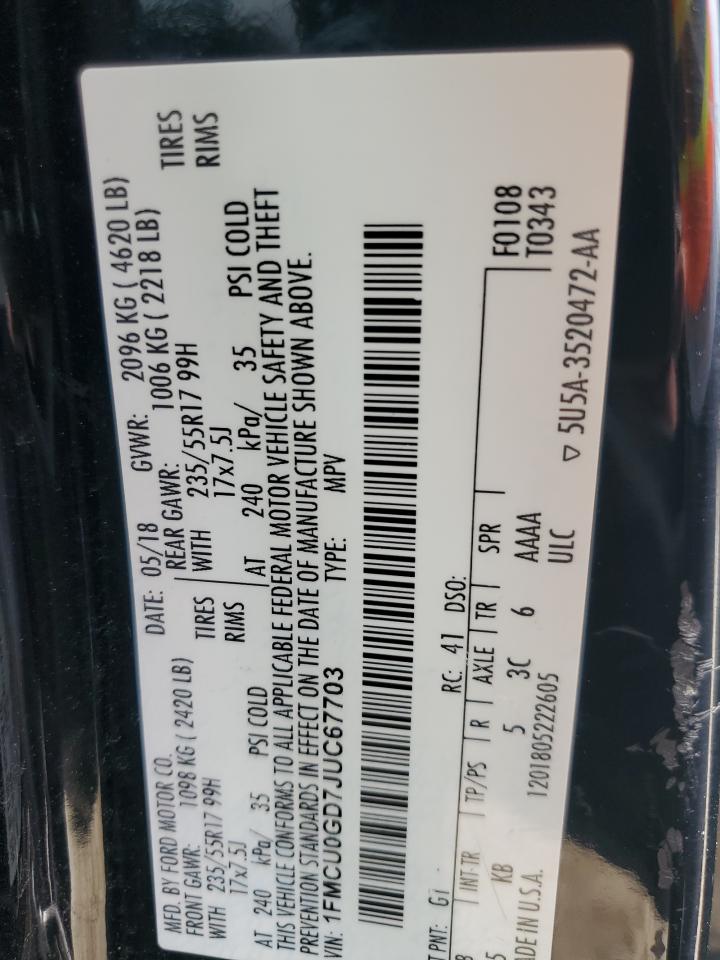 MFD. BY FORD MOTOR CO.
DATE: 05/18 GVWR: 2096 KG ( 4620 LB)
FRONT GAWR: 1098 KG ( 2420 LB) REAR GAWR: 1006 KG ( 2218 LB)
WITH 235/55R17 99H TIRES WITH 235/55R17 99H TIRES
17x7.5J RIMS 17x7.5J RIMS
AT 240 kPa/ 35 PSI COLD AT 240 kPa/ 35 PSI COLD
THIS VEHICLE CONFORMS TO ALL APPLICABLE FEDERAL MOTOR VEHICLE SAFETY AND THEFT
PREVENTION STANDARDS IN EFFECT ON THE DATE OF MANUFACTURE SHOWN ABOVE.
VIN: 1FMCU0GD7JUC67703 TYPE: MPV
PNT: G1 RC: 41 DSO: F0108
INT TR TP/PS R AXLE TR SPR T0343
KB 5 3C 6 AAAA
1201805222605 ULC ▽ 5U5A-3520472-AA
IN U.S.A.